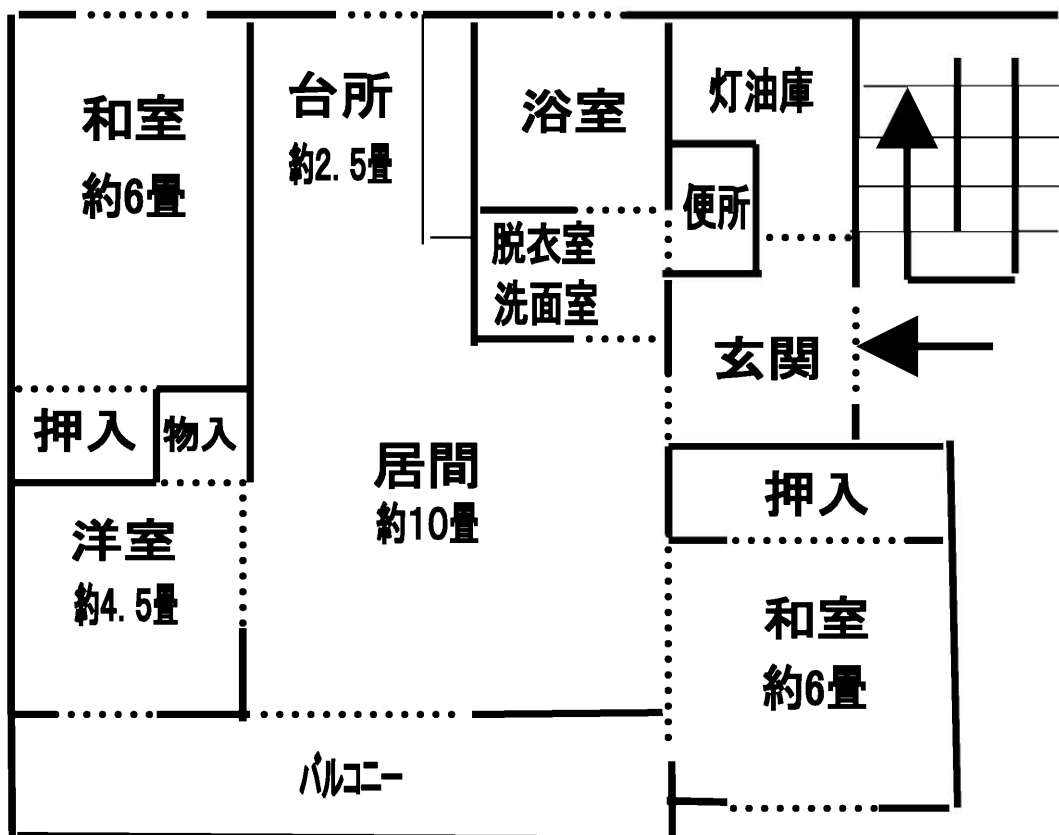 和室
約6畳
台所
約2.5畳
浴室
灯油庫
便所
脱衣室
洗面室
玄関
押入
物入
居間
約10畳
押入
洋室
約4.5畳
和室
約6畳
バルコニー